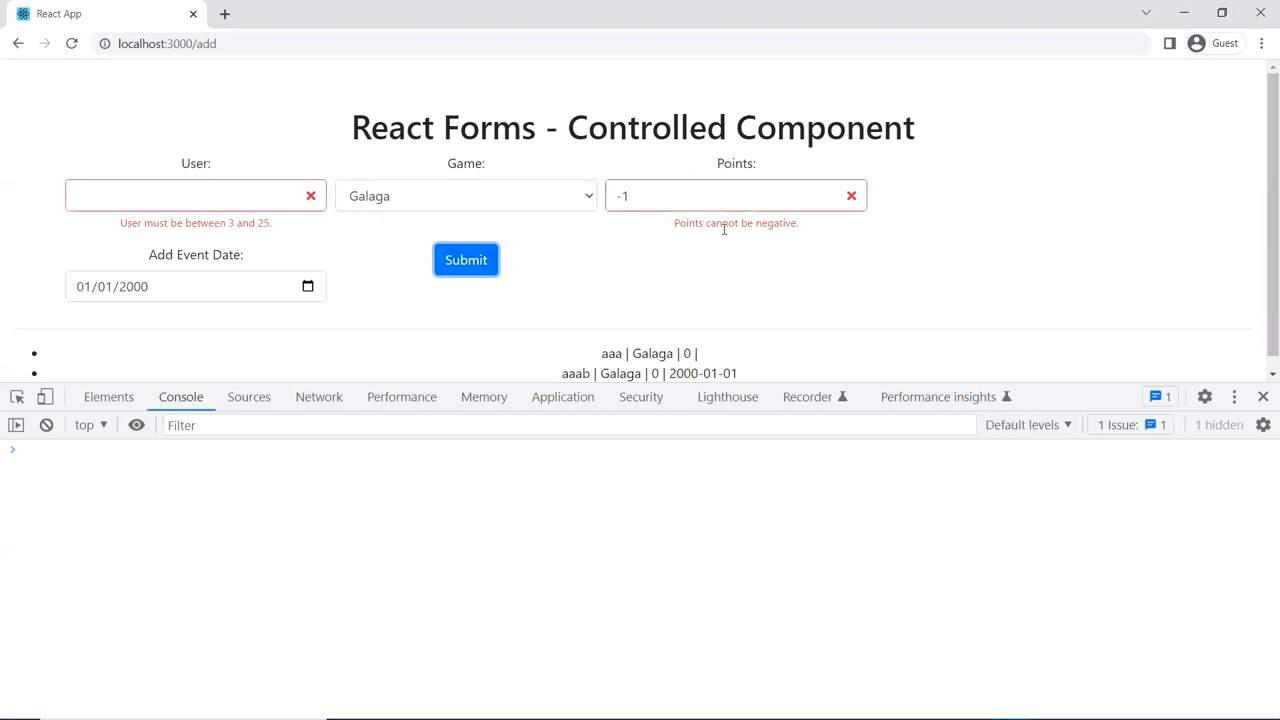 React App
localhost:3000/add
Guest
React Forms - Controlled Component
User:
Game:
Points:
Galaga
-1
User must be between 3 and 25.
Points cannot be negative.
Add Event Date:
Submit
01/01/2000
aaa | Galaga | 0 |
aaab | Galaga | 0 | 2000-01-01
Elements
Console
Sources
Network
Performance
Memory
Application
Security
Lighthouse
Recorder
Performance insights
1
top
Filter
Default levels
1 Issue:
1
1 hidden